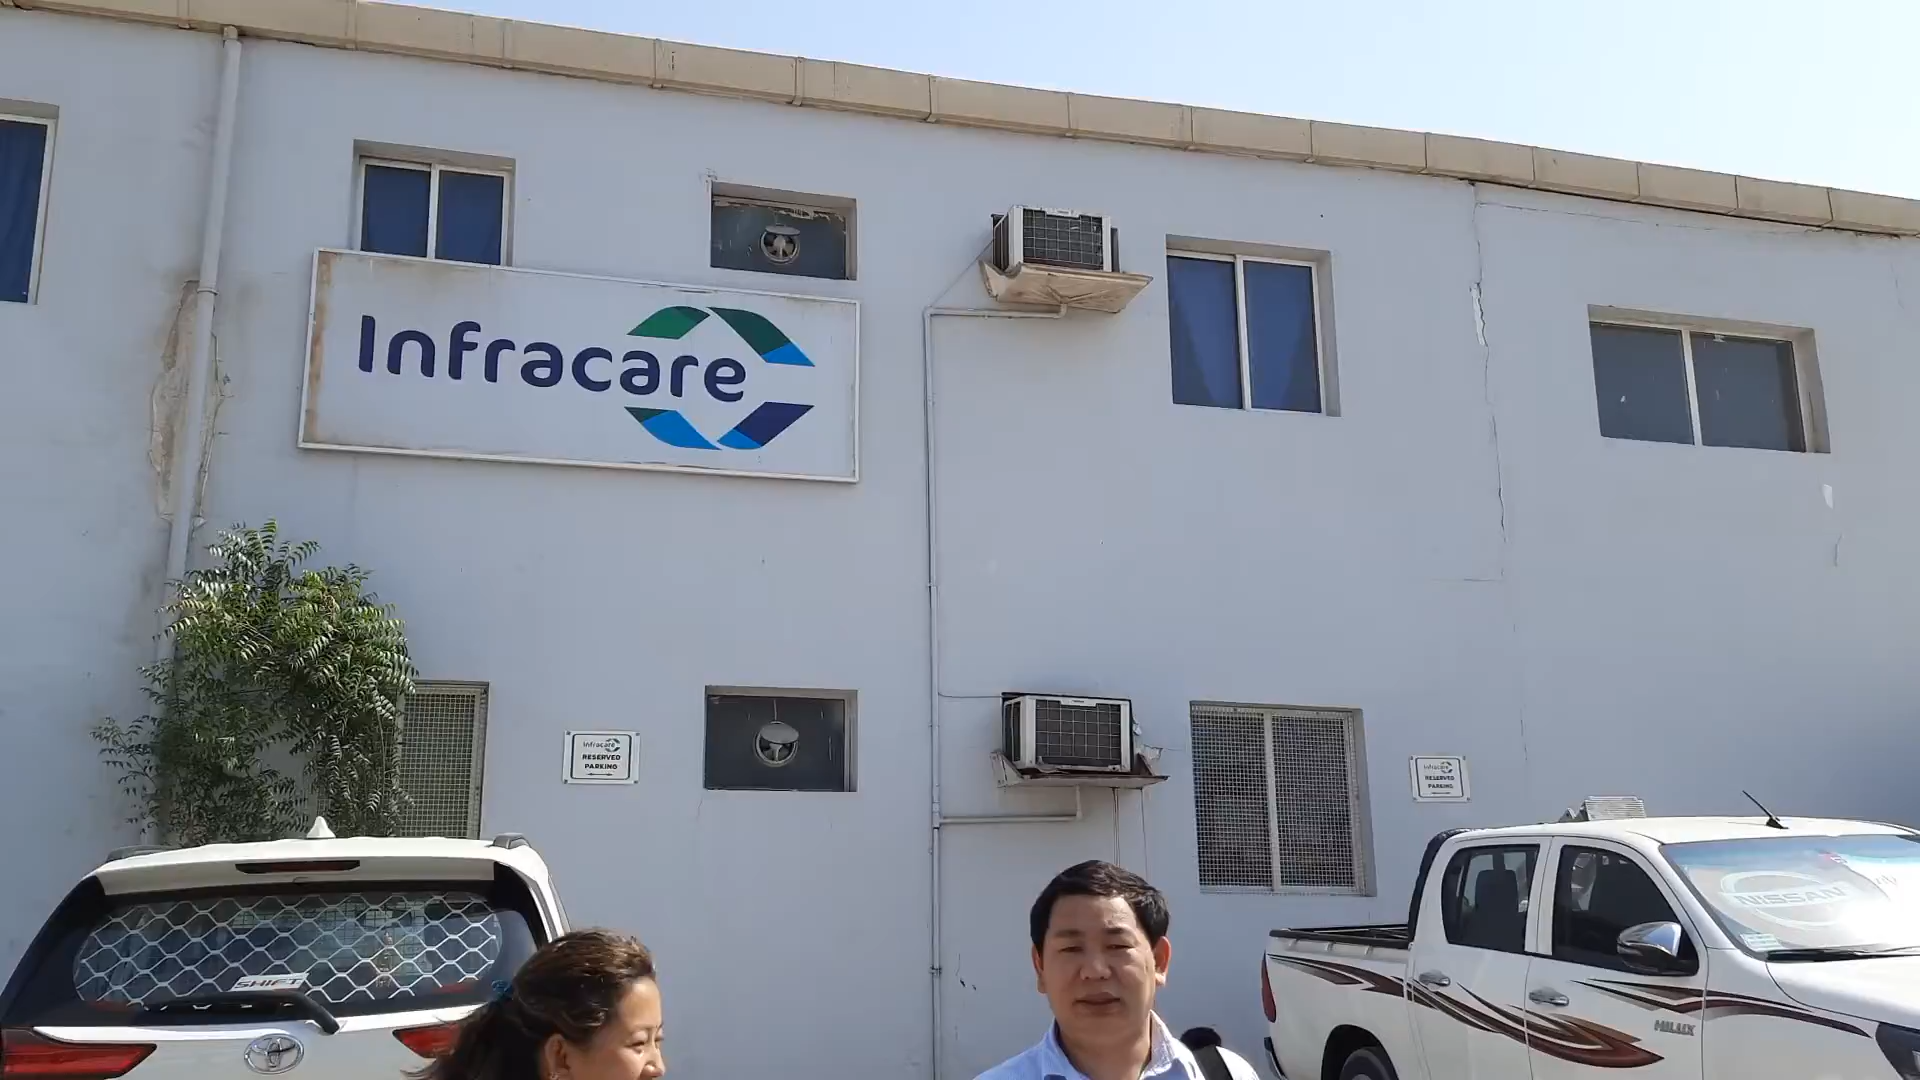 Infracare
Infracare
RESERVED
PARKING
Infracare
RESERVED
PARKING
SHIFT
NISSAN
HILUX